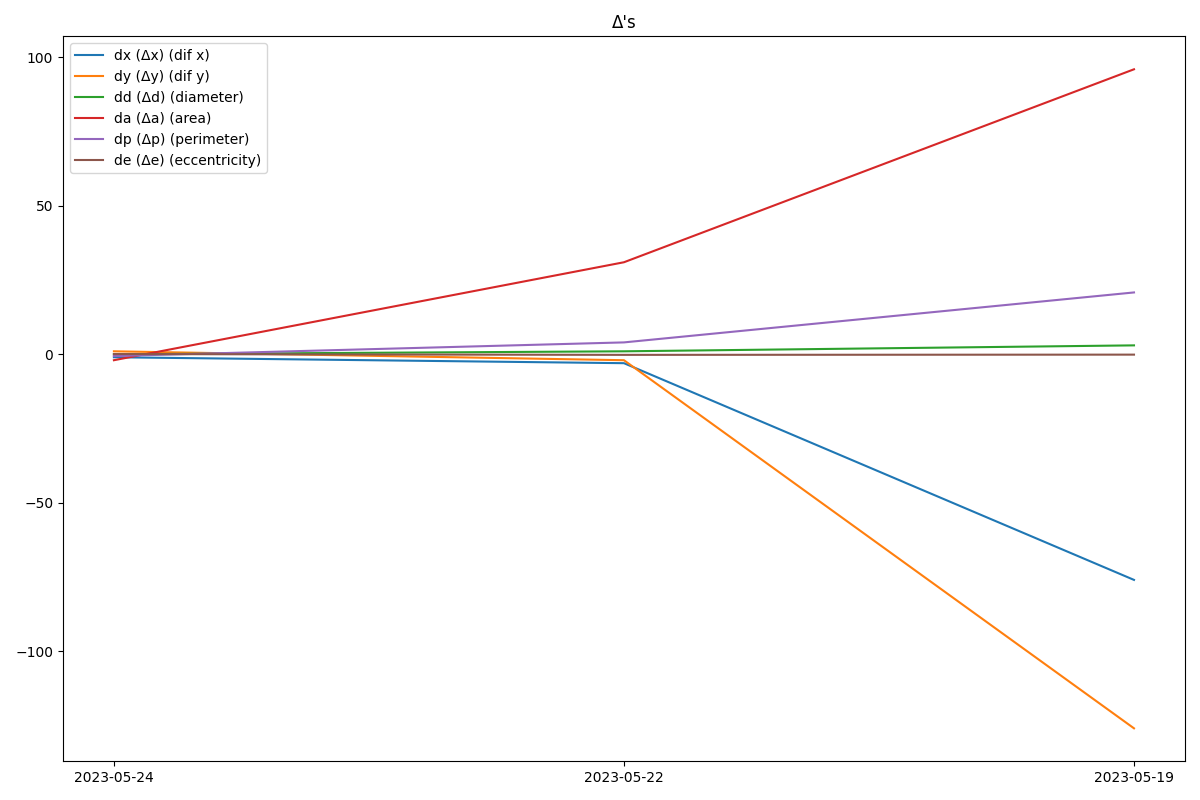 Δ's
dx (Δx) (dif x)
dy (Δy) (dif y)
dd (Δd) (diameter)
da (Δa) (area)
dp (Δp) (perimeter)
de (Δe) (eccentricity)
100
50
0
−50
−100
2023-05-24
2023-05-22
2023-05-19